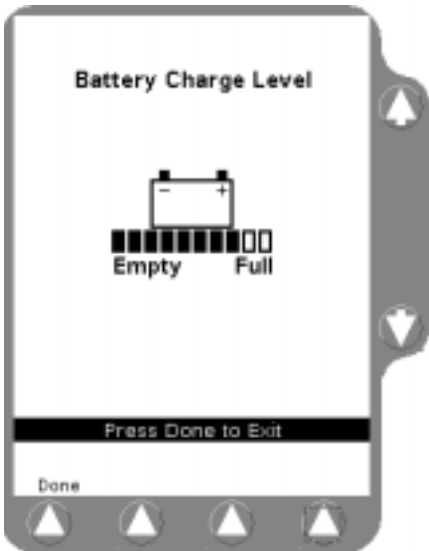 Battery Charge Level
- +
Empty Full
Press Done to Exit
Done